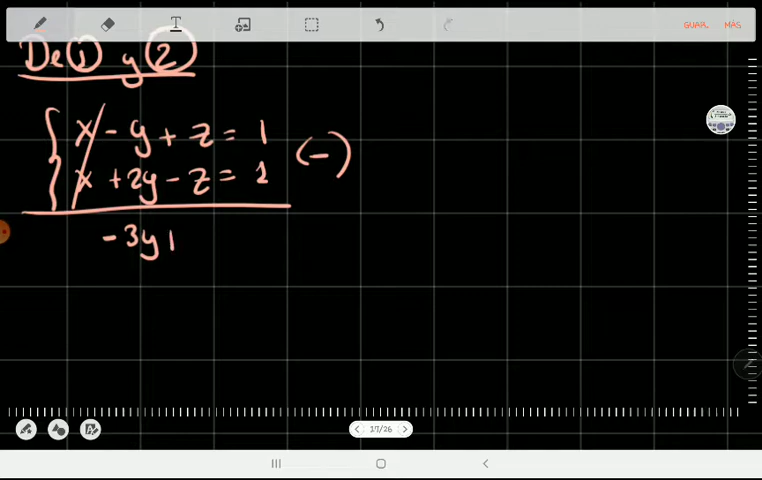 GUAR. MÁS
De ① y ②
x - y + z = 1
x + 2y - z = 1 (-)
- 3y
17/26